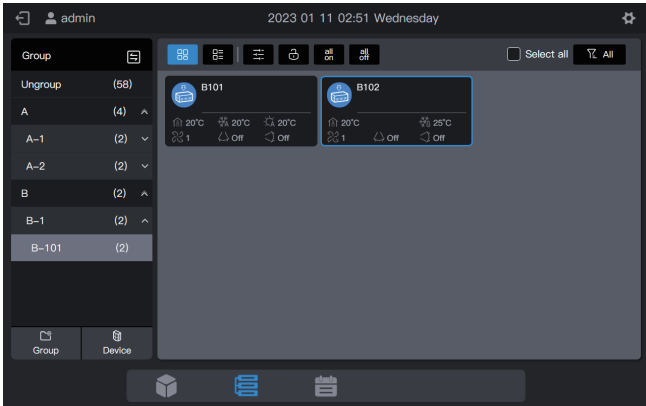 admin 2023 01 11 02:51 Wednesday
Group all on all off Select all All
Ungroup (58)
A (4)
A-1 (2)
A-2 (2)
B (2)
B-1 (2)
B-101 (2)
B101
20°C A 20°C A 20°C
1 Off Off
B102
20°C 25°C
1 Off Off
Group Device